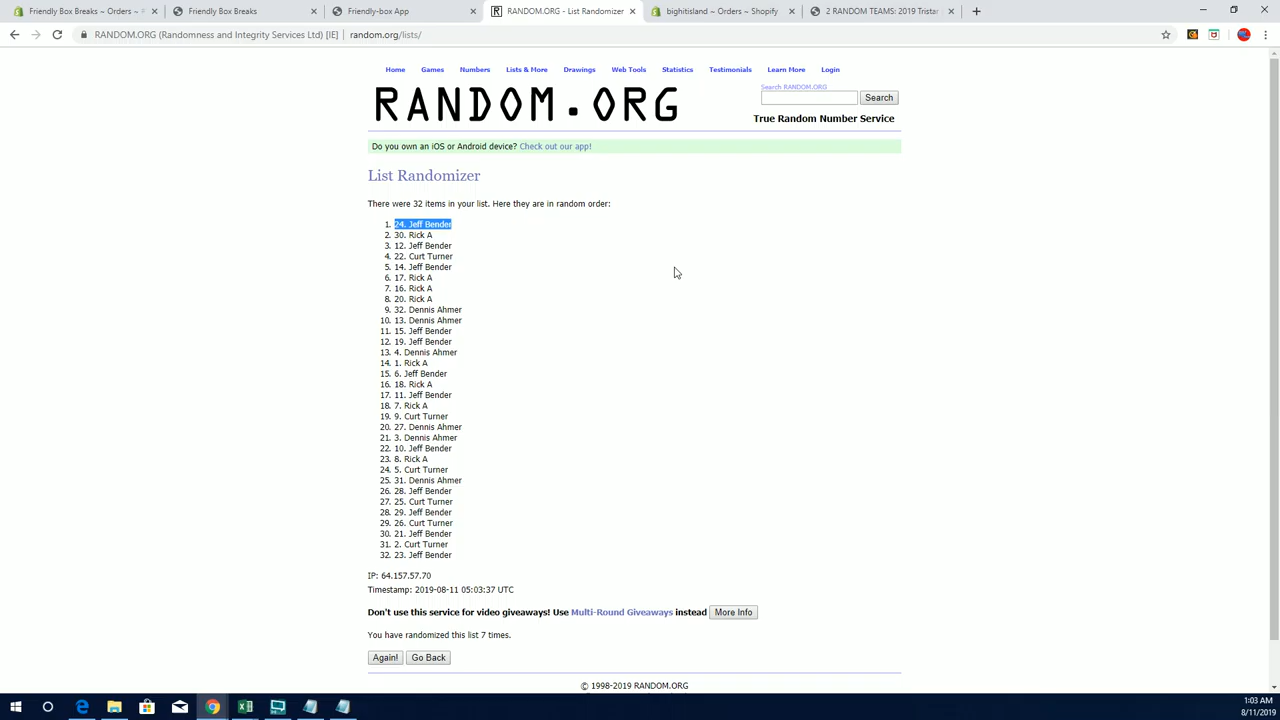 Friendly Box Breaks ~ Orders ~ F
Friendly Box Breaks
Friendly-box App
RANDOM.ORG - List Randomizer
bighitisland ~ Orders ~ Shopify
2 RANDOM TEAMS: 2019 Tristar
RANDOM.ORG (Randomness and Integrity Services Ltd) [IE] | random.org/lists/
Home Games Numbers Lists & More Drawings Web Tools Statistics Testimonials Learn More Login
RANDOM.ORG
Search RANDOM.ORG
Search
True Random Number Service
Do you own an iOS or Android device? Check out our app!
List Randomizer
There were 32 items in your list. Here they are in random order:
1. 24. Jeff Bender
2. 30. Rick A
3. 12. Jeff Bender
4. 22. Curt Turner
5. 14. Jeff Bender
6. 17. Rick A
7. 16. Rick A
8. 20. Rick A
9. 32. Dennis Ahmer
10. 13. Dennis Ahmer
11. 15. Jeff Bender
12. 19. Jeff Bender
13. 4. Dennis Ahmer
14. 1. Rick A
15. 6. Jeff Bender
16. 18. Rick A
17. 11. Jeff Bender
18. 7. Rick A
19. 9. Curt Turner
20. 27. Dennis Ahmer
21. 3. Dennis Ahmer
22. 10. Jeff Bender
23. 8. Rick A
24. 5. Curt Turner
25. 31. Dennis Ahmer
26. 28. Jeff Bender
27. 25. Curt Turner
28. 29. Jeff Bender
29. 26. Curt Turner
30. 21. Jeff Bender
31. 2. Curt Turner
32. 23. Jeff Bender
IP: 64.157.57.70
Timestamp: 2019-08-11 05:03:37 UTC
Don't use this service for video giveaways! Use Multi-Round Giveaways instead More Info
You have randomized this list 7 times.
Again! Go Back
© 1998-2019 RANDOM.ORG
1:03 AM
8/11/2019